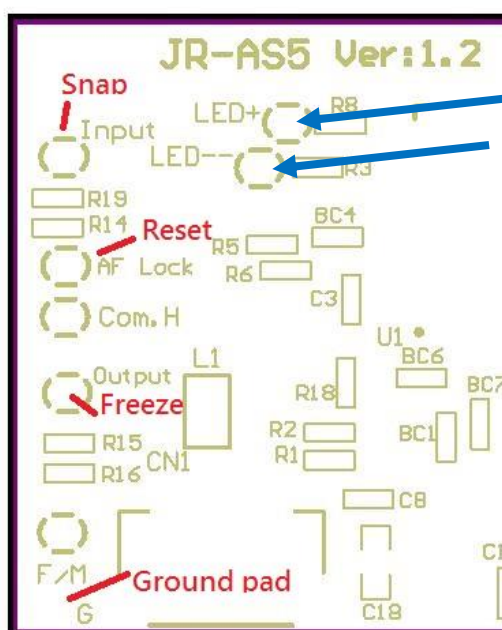 JR-AS5 Ver:1.2
Snap
LED+
R8
Input
LED--
R3
R19
R14
Reset
BC4
R5
AF Lock
R6
C3
Com.H
U1
L1
BC6
Output
R18
BC7
Freeze
R2
BC1
R15
R1
CN1
R16
C8
F/M
Ground pad
G
C18